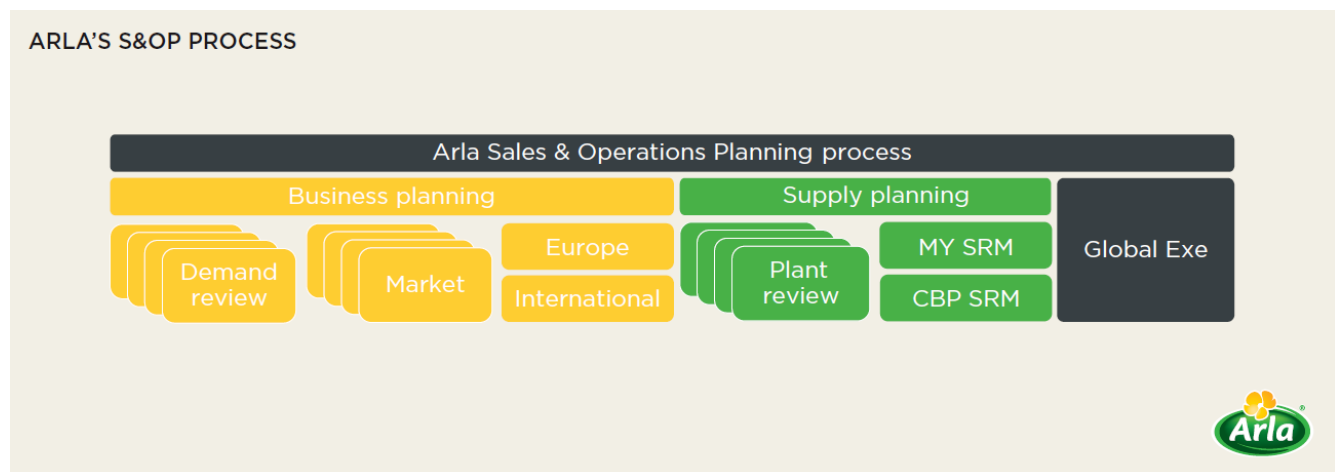 ARLA'S S&OP PROCESS
Arla Sales & Operations Planning process
Business planning
Supply planning
Global Exe
Demand
review
Market
Europe
International
Plant
review
MY SRM
CBP SRM
Arla
®